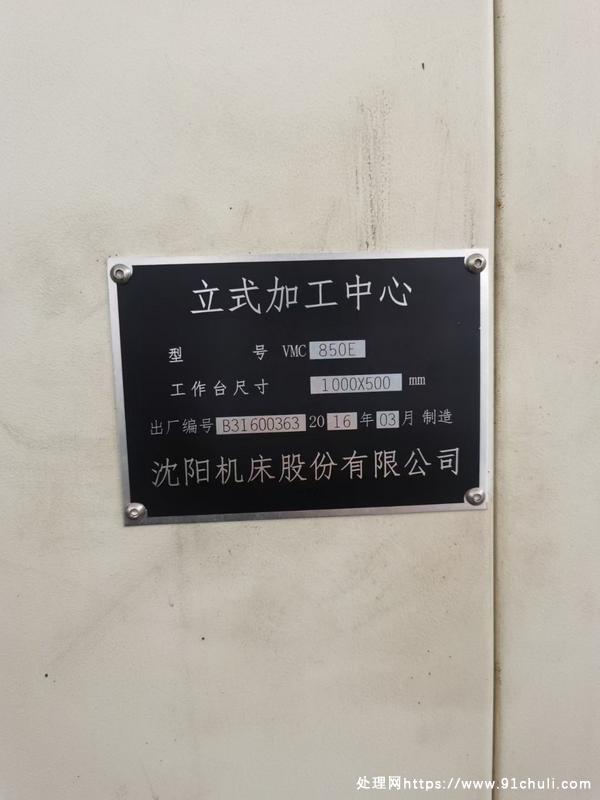 立式加工中心
型 号 VMC 850E
工作台尺寸 1000X500 mm
出厂编号 B31600363 2016年03月制造
沈阳机床股份有限公司
处理网https://www.91chuli.com